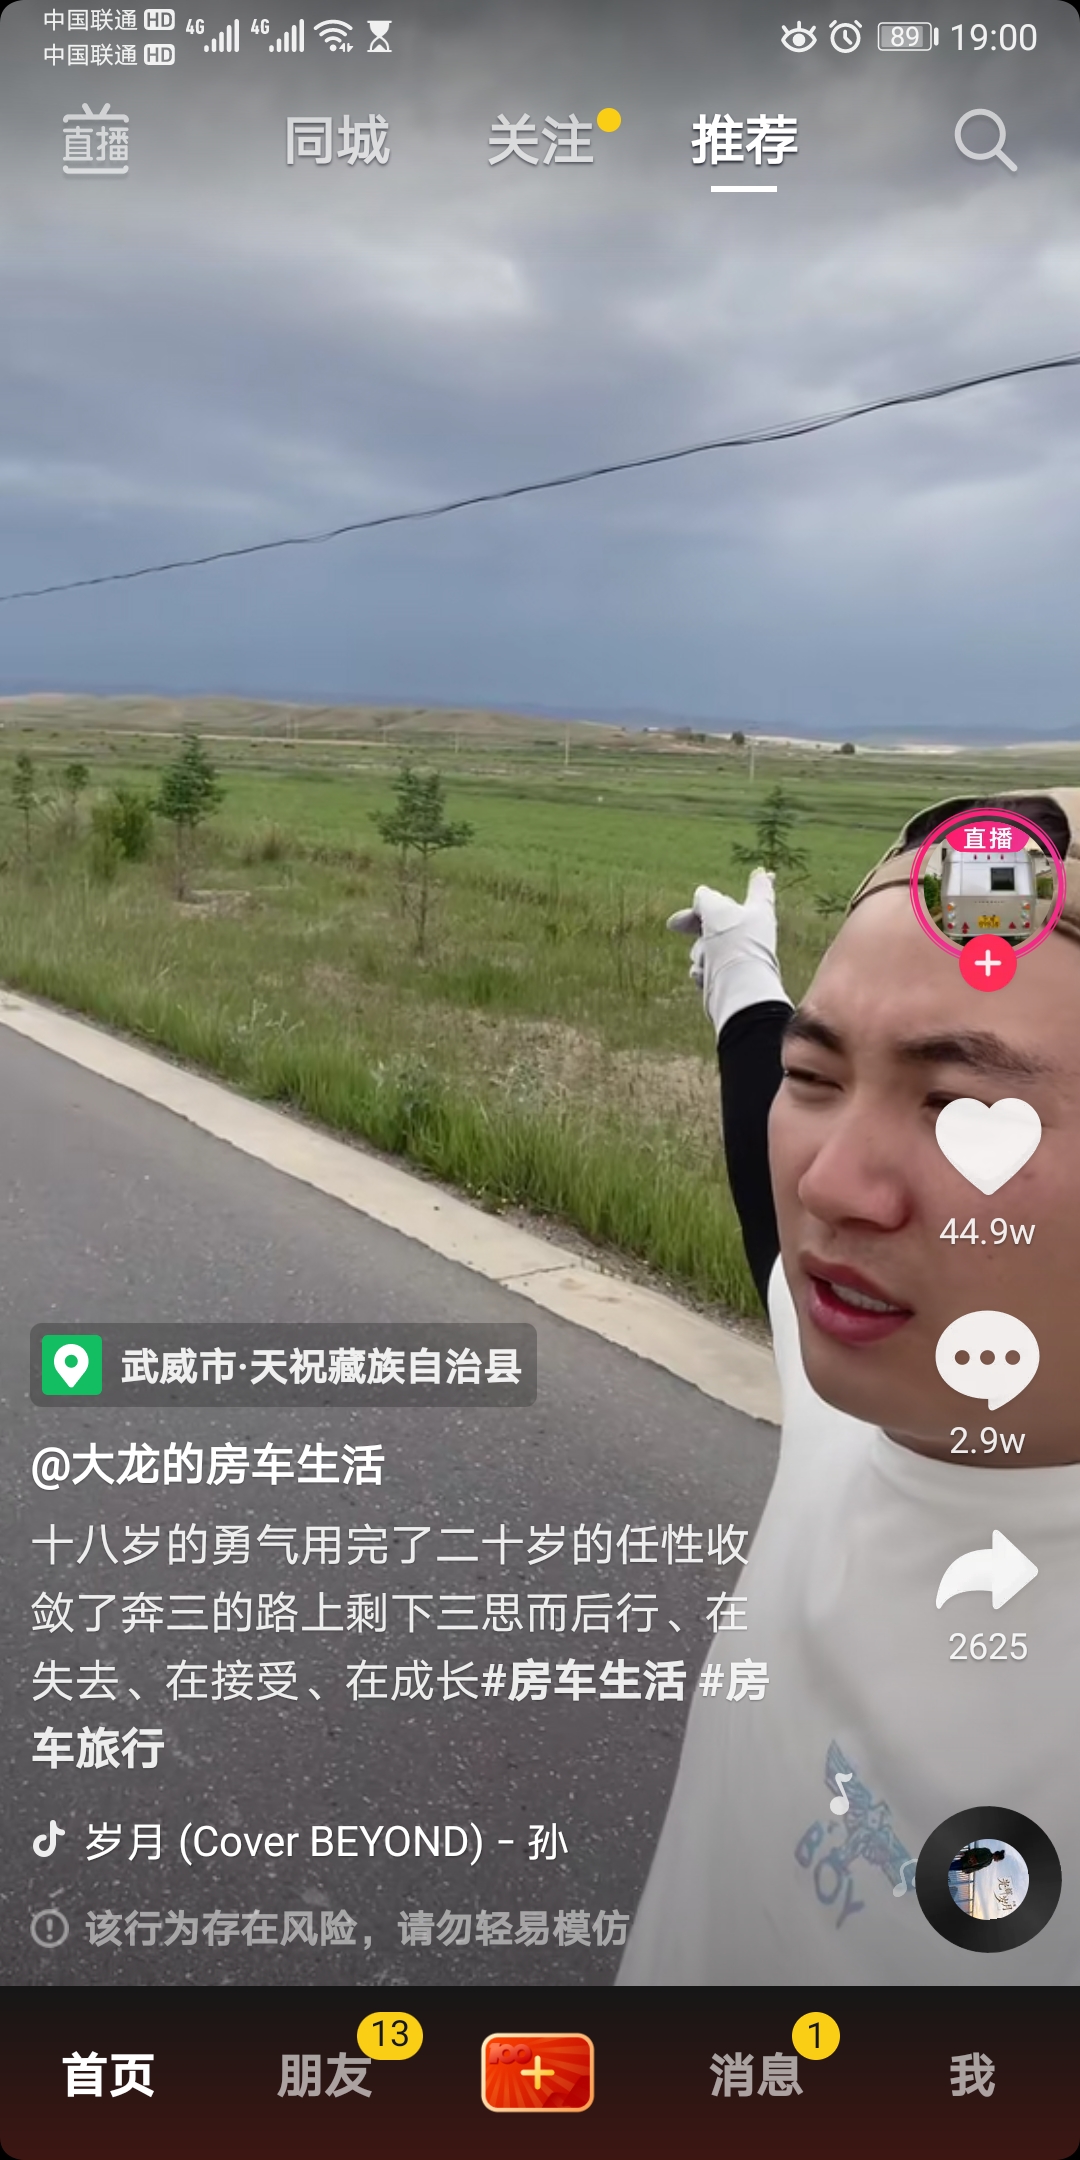 中国联通 HD 4G 4G 89 19:00
中国联通 HD
直播 同城 关注 推荐
直播
44.9w
2.9w
2625
武威市·天祝藏族自治县
@大龙的房车生活
十八岁的勇气用完了二十岁的任性收
敛了奔三的路上剩下三思而后行、在
失去、在接受、在成长#房车生活 #房
车旅行
岁月 (Cover BEYOND) - 孙
BOY
该行为存在风险，请勿轻易模仿
首页 朋友 13 100 消息 1 我